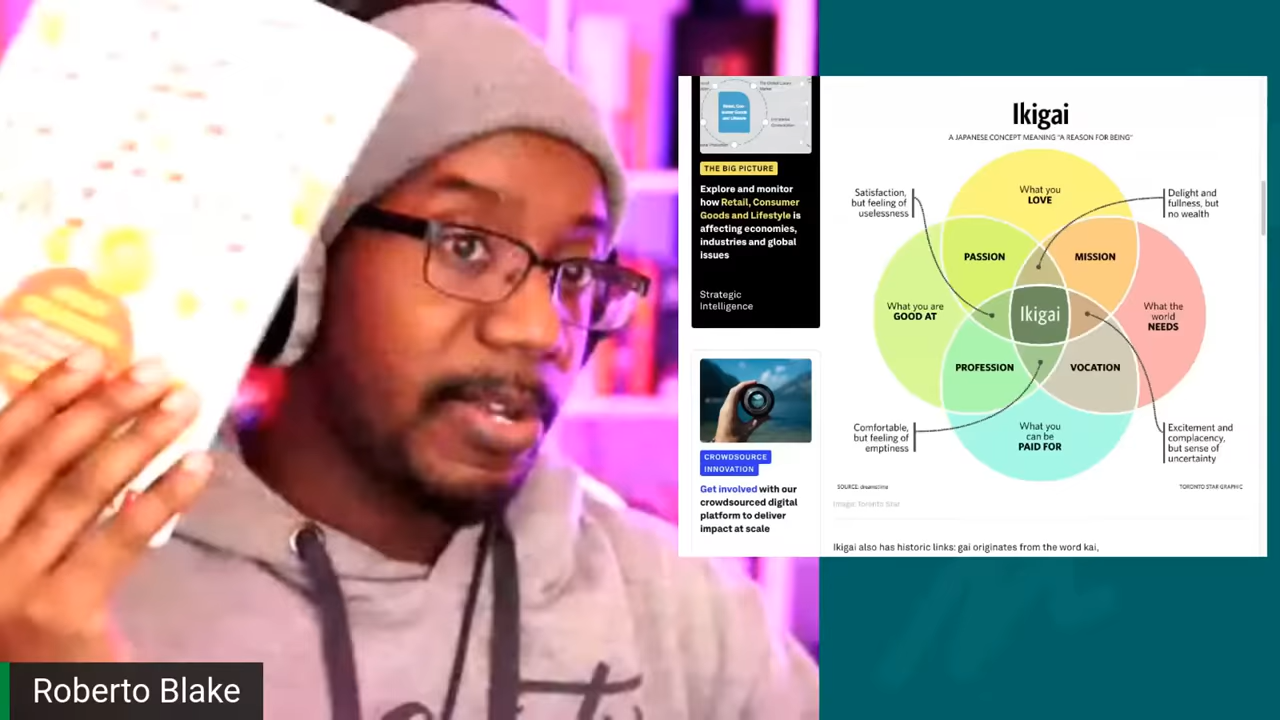 Roberto Blake
THE BIG PICTURE
Explore and monitor
how Retail, Consumer
Goods and Lifestyle is
affecting economies,
industries and global
issues
Strategic
Intelligence
CROWDSOURCE
INNOVATION
Get involved with our
crowdsourced digital
platform to deliver
impact at scale
Ikigai
A JAPANESE CONCEPT MEANING "A REASON FOR BEING"
Satisfaction,
but feeling of
uselessness
What you
LOVE
Delight and
fullness, but
no wealth
PASSION
MISSION
What you are
GOOD AT
Ikigai
What the
world
NEEDS
PROFESSION
VOCATION
Comfortable,
but feeling of
emptiness
What you
can be
PAID FOR
Excitement and
complacency,
but sense of
uncertainty
SOURCE: dreamstime
TORONTO STAR GRAPHIC
Image: Toronto Star
Ikigai also has historic links: gai originates from the word kai,